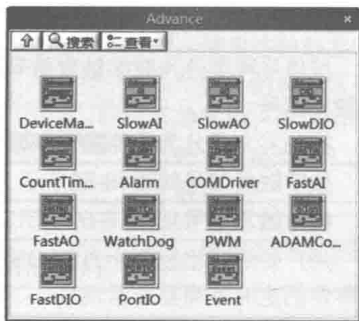 Advance
搜索 查看
DeviceMa... SlowAI SlowAO SlowDIO
CountTim... Alarm COMDriver FastAI
FastAO WatchDog PWM ADAMCo...
FastDIO PortIO Event